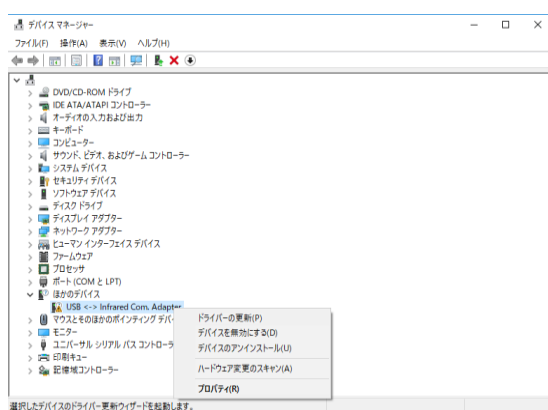 デバイス マネージャー
ファイル(F) 操作(A) 表示(V) ヘルプ(H)
DVD/CD-ROM ドライブ
IDE ATA/ATAPI コントローラー
オーディオの入力および出力
キーボード
コンピューター
サウンド、ビデオ、およびゲーム コントローラー
システム デバイス
セキュリティ デバイス
ソフトウェア デバイス
ディスク ドライブ
ディスプレイ アダプター
ネットワーク アダプター
ヒューマン インターフェイス デバイス
ファームウェア
プロセッサ
ポート (COM と LPT)
ほかのデバイス
USB <-> Infrared Com. Adapter
マウスとそのほかのポインティング デバ
モニター
ユニバーサル シリアル バス コントローラ
印刷キュー
記憶域コントローラー
ドライバーの更新(P)
デバイスを無効にする(D)
デバイスのアンインストール(U)
ハードウェア変更のスキャン(A)
プロパティ(R)
選択したデバイスのドライバー更新ウィザードを起動します。